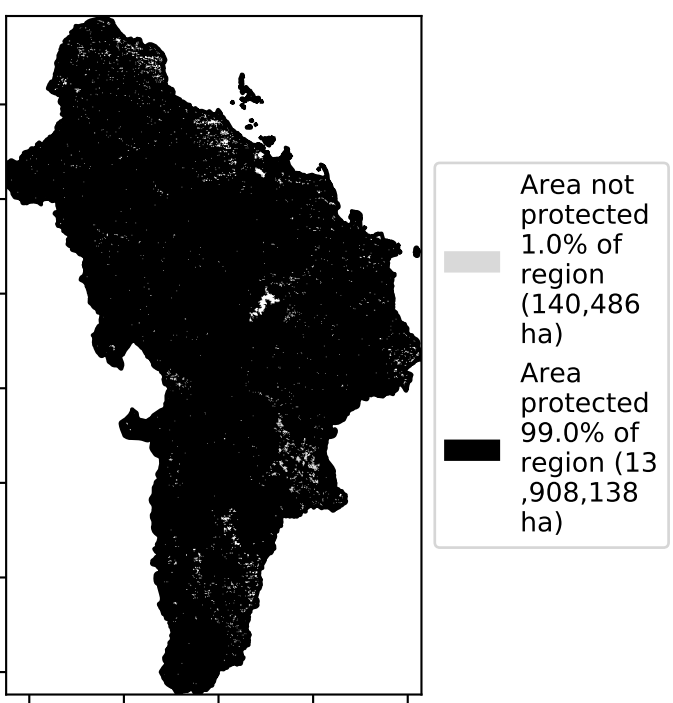 Area not
protected
1.0% of
region
(140,486
ha)
Area
protected
99.0% of
region (13
,908,138
ha)